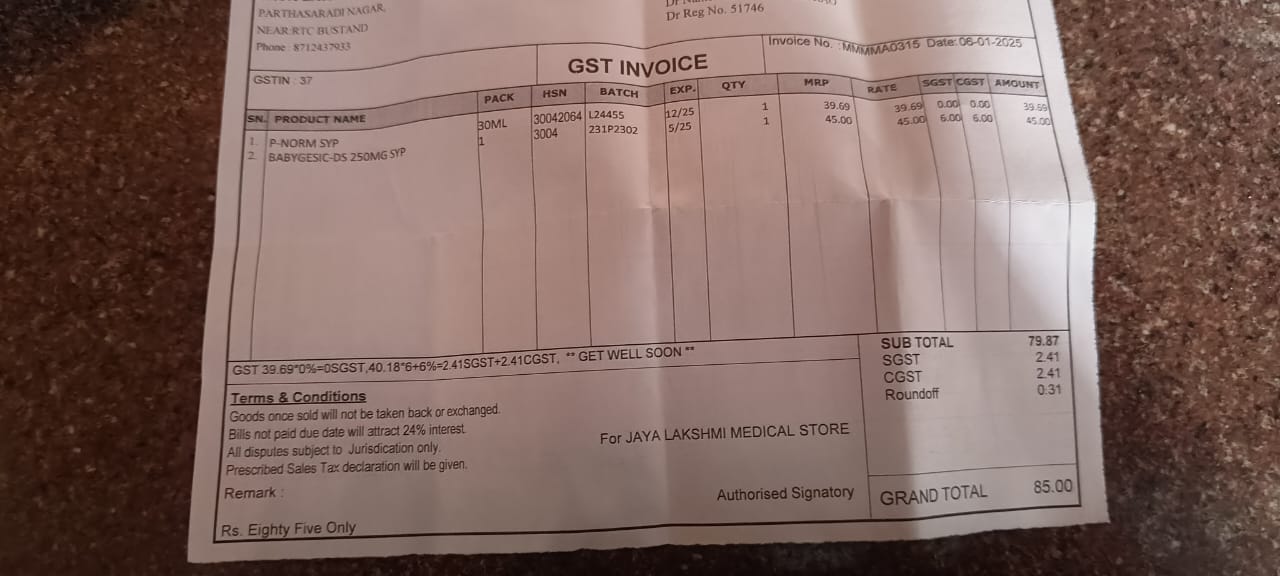 PARTHASARADI NAGAR,
NEAR:RTC BUSTAND
Phone : 8712437933
Dr Reg No. 51746
GSTIN : 37
GST INVOICE
Invoice No. : MMMMA0315 Date: 06-01-2025
SN. PRODUCT NAME PACK HSN BATCH EXP. QTY MRP RATE SGST CGST AMOUNT
1. P-NORM SYP 30ML 30042064 L24455 12/25 1 39.69 39.69 0.00 0.00 39.69
2. BABYGESIC-DS 250MG SYP 1 3004 231P2302 5/25 1 45.00 45.00 6.00 6.00 45.00
GST 39.69*0%=0SGST,40.18*6+6%=2.41SGST+2.41CGST, ** GET WELL SOON **
SUB TOTAL 79.87
SGST 2.41
CGST 2.41
Roundoff 0.31
Terms & Conditions
Goods once sold will not be taken back or exchanged.
Bills not paid due date will attract 24% interest.
All disputes subject to Jurisdication only.
Prescribed Sales Tax declaration will be given.
For JAYA LAKSHMI MEDICAL STORE
Remark :
Authorised Signatory
GRAND TOTAL 85.00
Rs. Eighty Five Only